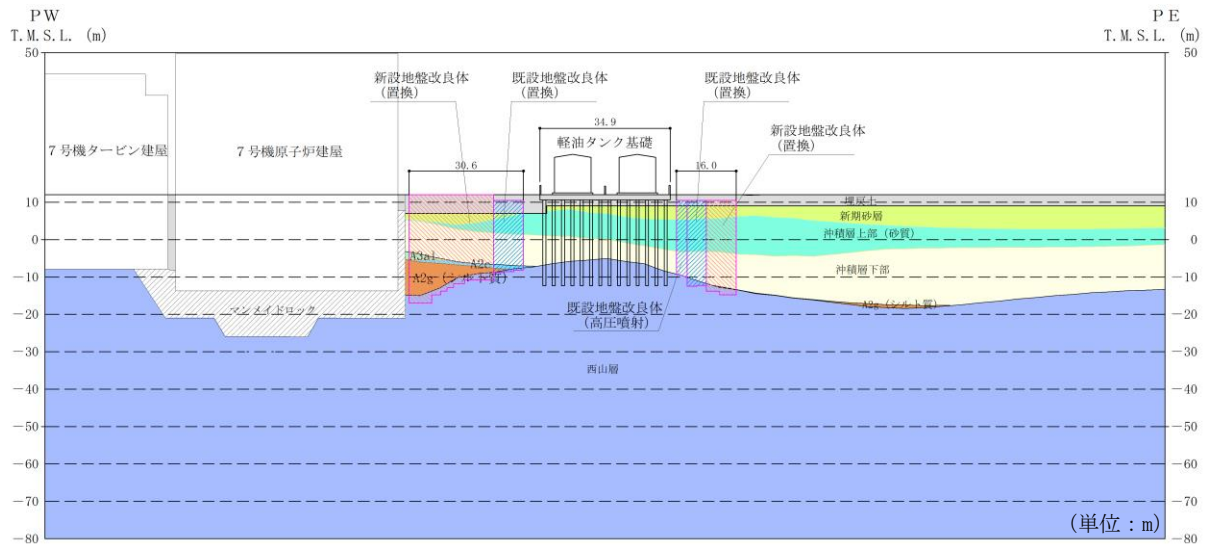 PW
T.M.S.L. (m)
PE
T.M.S.L. (m)
50
50
新設地盤改良体
(置換)
既設地盤改良体
(置換)
既設地盤改良体
(置換)
34.9
新設地盤改良体
(置換)
軽油タンク基礎
7号機タービン建屋
7号機原子炉建屋
30.6
16.0
10
埋戻土
10
新期砂層
沖積層上部(砂質)
0
0
A3a1
A2c
沖積層下部
-10
A2g(シルト質)
-10
マンメイドロック
既設地盤改良体
(高圧噴射)
A2g(シルト質)
-20
-20
-30
-30
西山層
-40
-40
-50
-50
-60
-60
-70
-70
(単位:m)
-80
-80